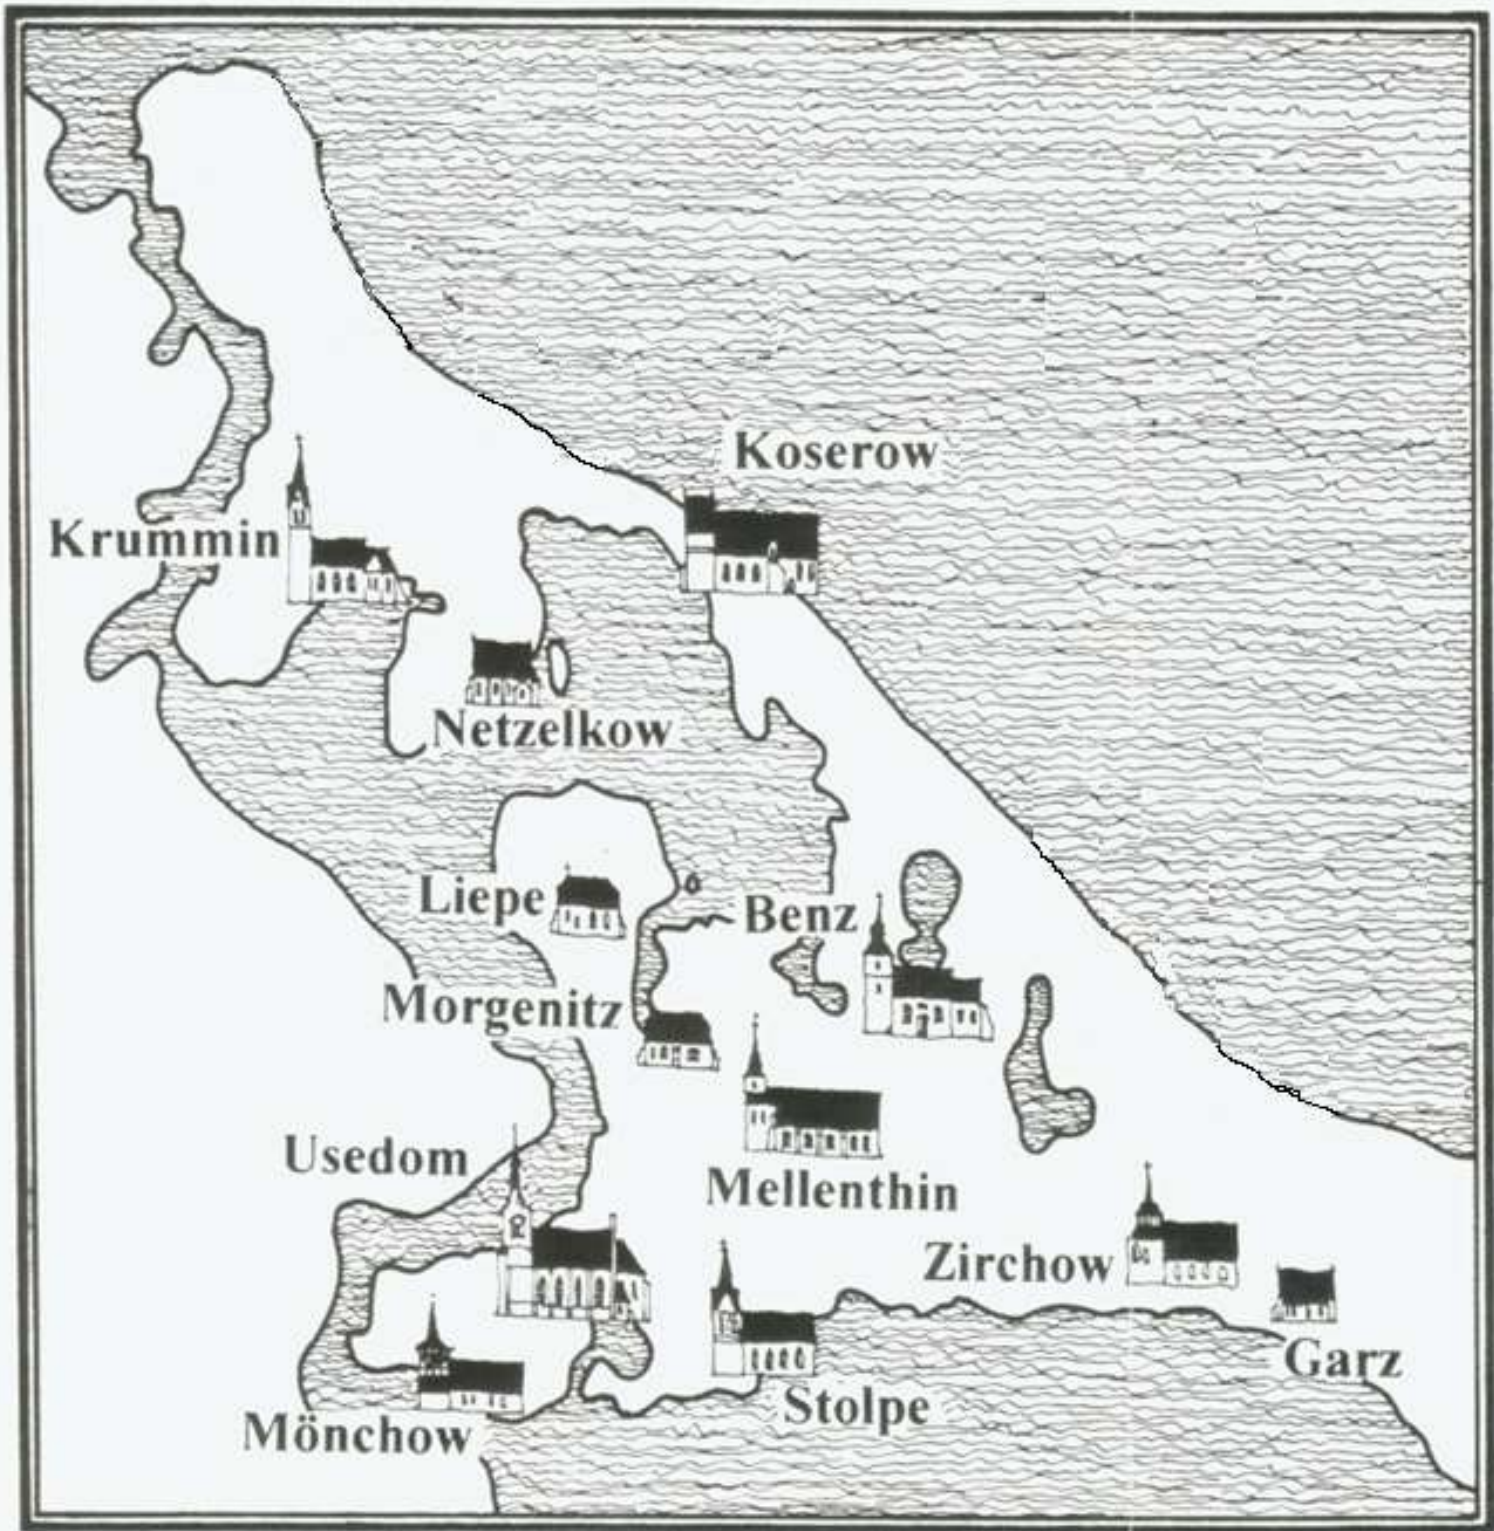 Koserow
Krummin
Netzelkow
Liepe
Benz
Morgenitz
Usedom
Mellenthin
Zirchow
Garz
Stolpe
Mönchow